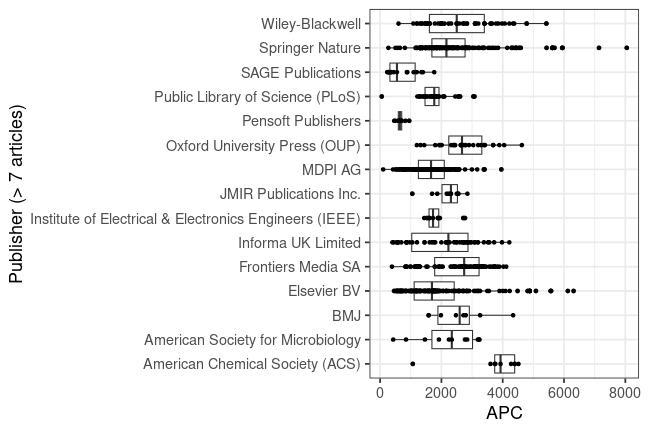 Publisher (> 7 articles)
Wiley-Blackwell
Springer Nature
SAGE Publications
Public Library of Science (PLoS)
Pensoft Publishers
Oxford University Press (OUP)
MDPI AG
JMIR Publications Inc.
Institute of Electrical & Electronics Engineers (IEEE)
Informa UK Limited
Frontiers Media SA
Elsevier BV
BMJ
American Society for Microbiology
American Chemical Society (ACS)
0 2000 4000 6000 8000
APC